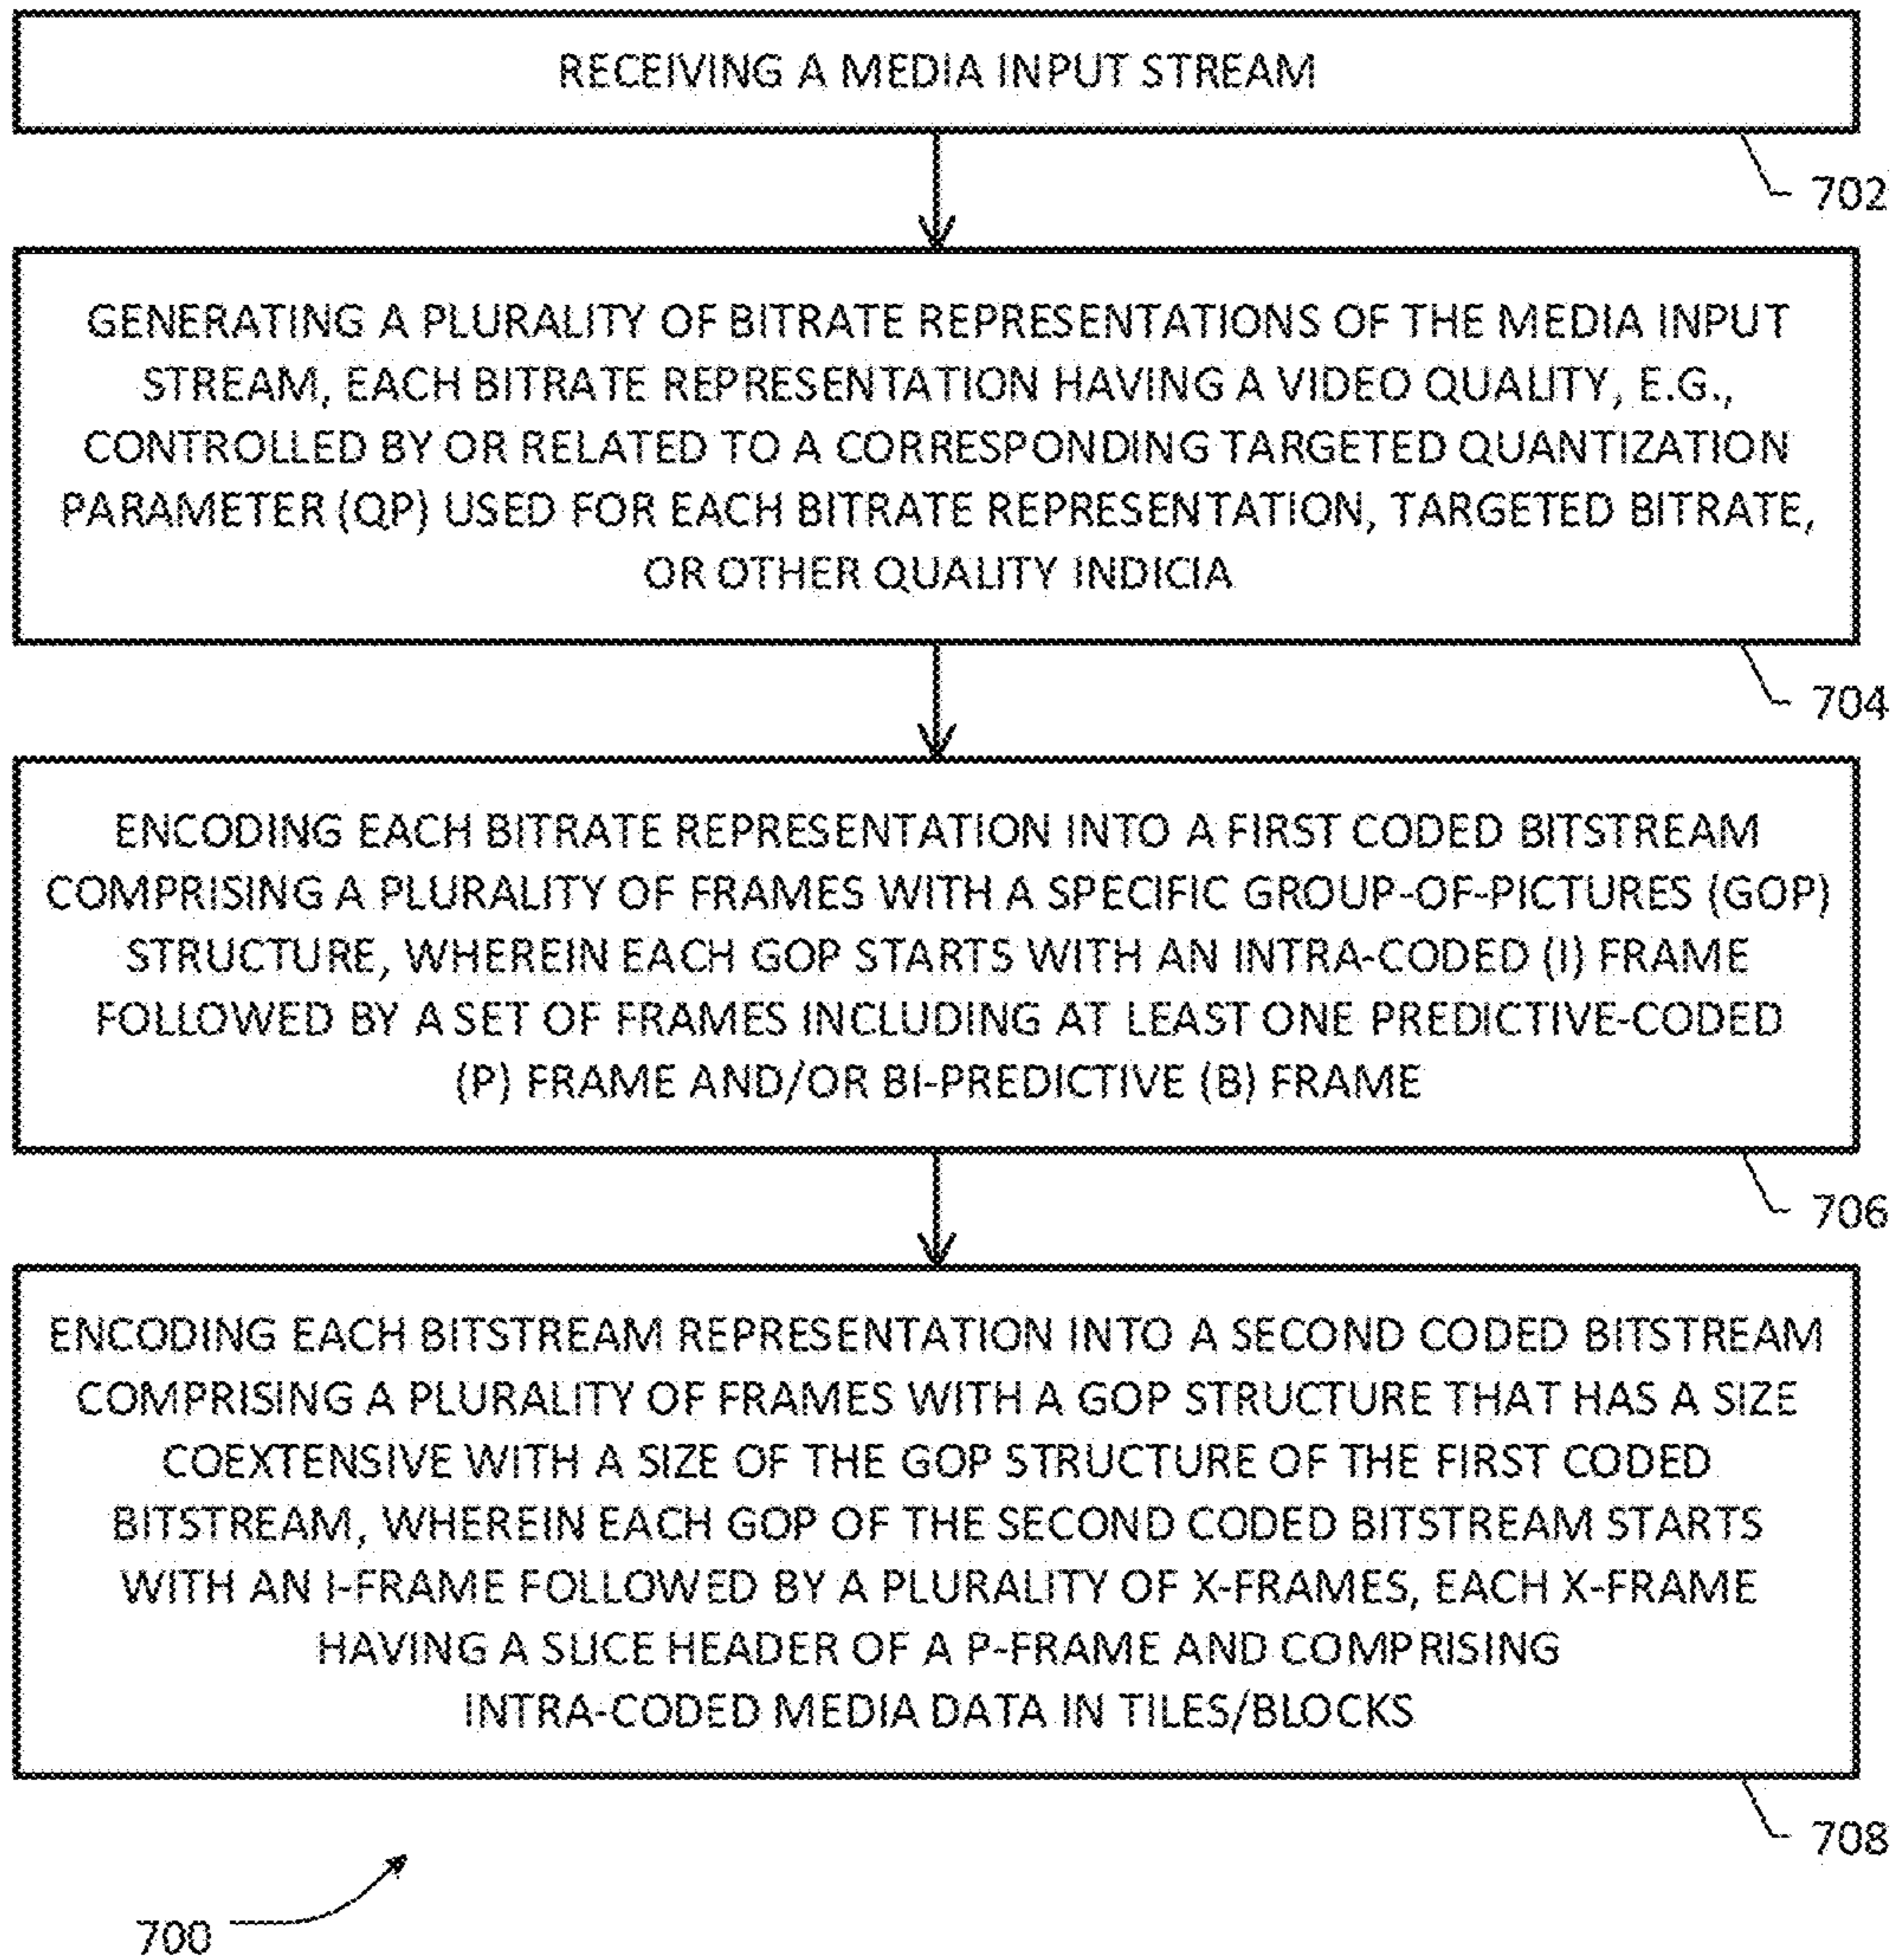 RECEIVING A MEDIA INPUT STREAM
702
GENERATING A PLURALITY OF BITRATE REPRESENTATIONS OF THE MEDIA INPUT
STREAM, EACH BITRATE REPRESENTATION HAVING A VIDEO QUALITY, E.G.,
CONTROLLED BY OR RELATED TO A CORRESPONDING TARGETED QUANTIZATION
PARAMETER (QP) USED FOR EACH BITRATE REPRESENTATION, TARGETED BITRATE,
OR OTHER QUALITY INDICIA
704
ENCODING EACH BITRATE REPRESENTATION INTO A FIRST CODED BITSTREAM
COMPRISING A PLURALITY OF FRAMES WITH A SPECIFIC GROUP-OF-PICTURES (GOP)
STRUCTURE, WHEREIN EACH GOP STARTS WITH AN INTRA-CODED (I) FRAME
FOLLOWED BY A SET OF FRAMES INCLUDING AT LEAST ONE PREDICTIVE-CODED
(P) FRAME AND/OR BI-PREDICTIVE (B) FRAME
706
ENCODING EACH BITSTREAM REPRESENTATION INTO A SECOND CODED BITSTREAM
COMPRISING A PLURALITY OF FRAMES WITH A GOP STRUCTURE THAT HAS A SIZE
COEXTENSIVE WITH A SIZE OF THE GOP STRUCTURE OF THE FIRST CODED
BITSTREAM, WHEREIN EACH GOP OF THE SECOND CODED BITSTREAM STARTS
WITH AN I-FRAME FOLLOWED BY A PLURALITY OF X-FRAMES, EACH X-FRAME
HAVING A SLICE HEADER OF A P-FRAME AND COMPRISING
INTRA-CODED MEDIA DATA IN TILES/BLOCKS
708
700